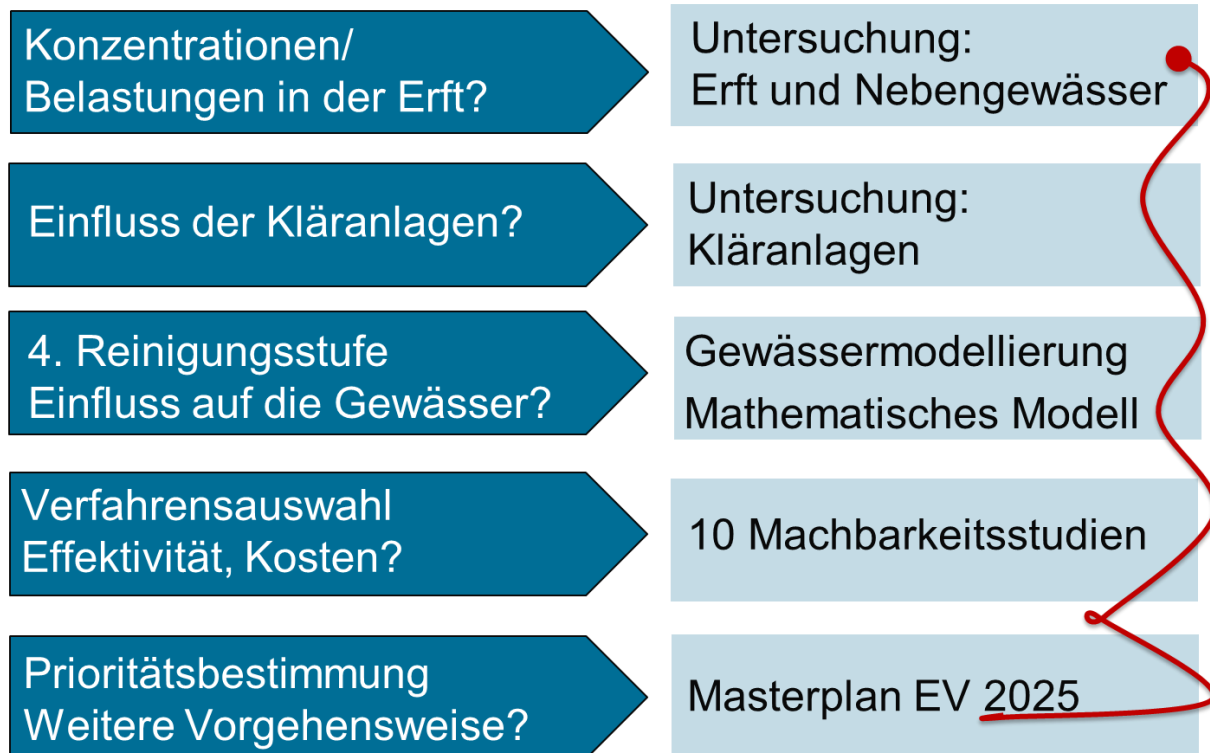 Konzentrationen/
Belastungen in der Erft?
Untersuchung:
Erft und Nebengewässer
Einfluss der Kläranlagen?
Untersuchung:
Kläranlagen
4. Reinigungsstufe
Einfluss auf die Gewässer?
Gewässermodellierung
Mathematisches Modell
Verfahrensauswahl
Effektivität, Kosten?
10 Machbarkeitsstudien
Prioritätsbestimmung
Weitere Vorgehensweise?
Masterplan EV 2025